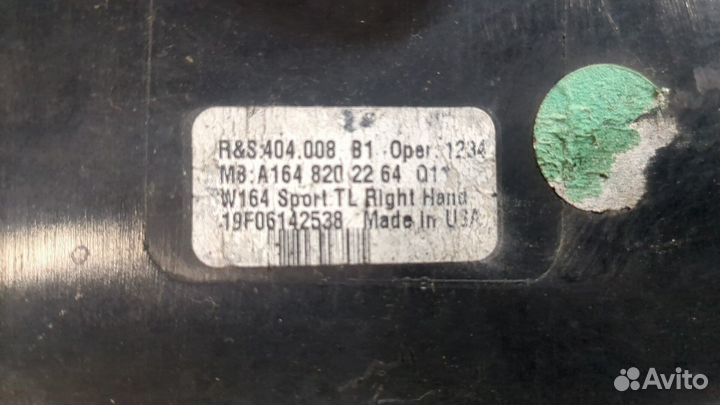 R&S:404.008 B1 Oper: 1234
MB:A164 820 22 64 Q1
W164 Sport TL Right Hand
19F06142538 Made In USA
Avito